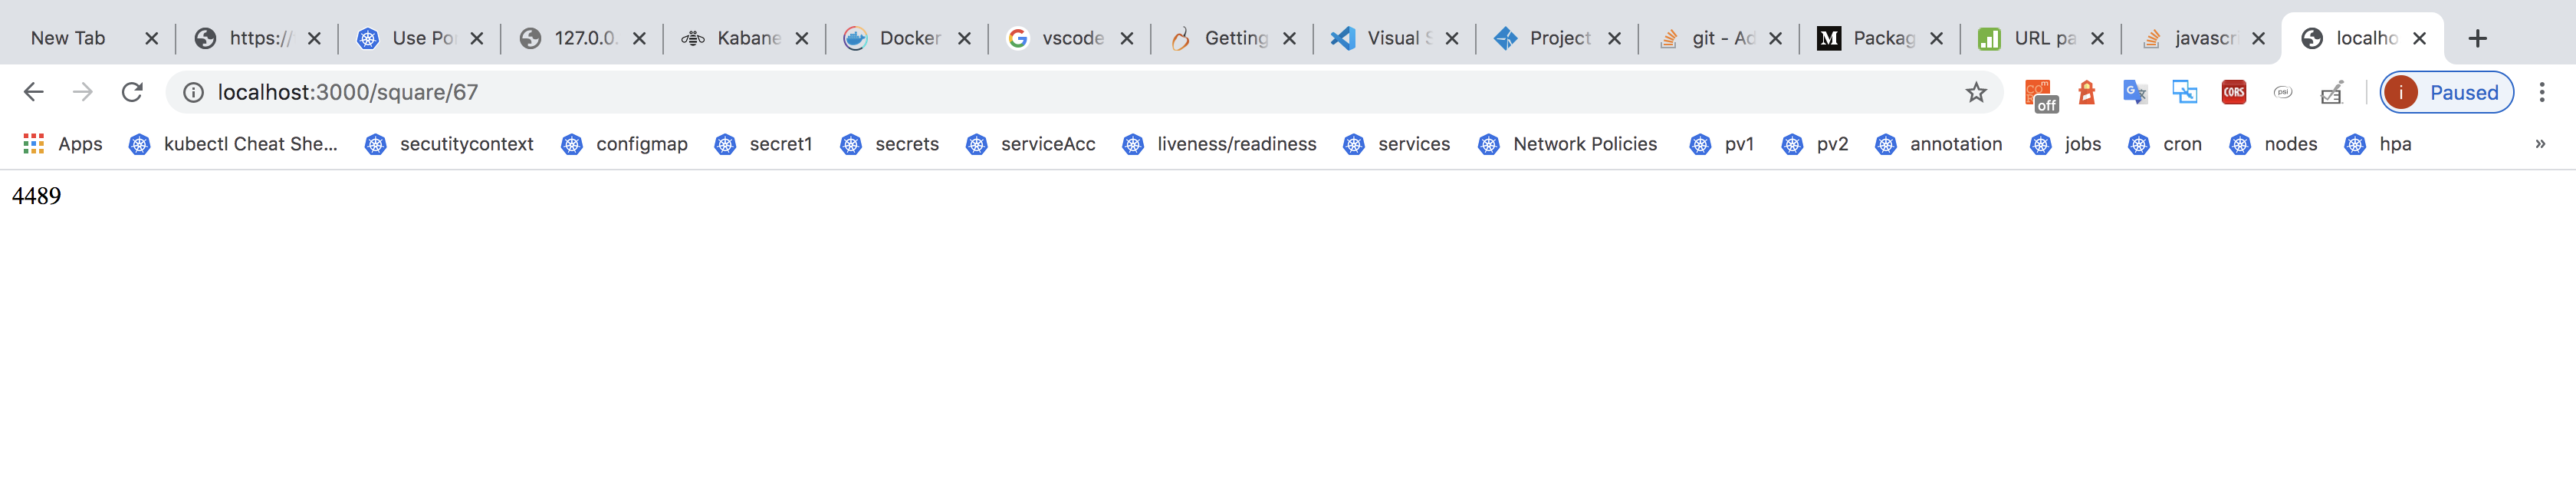 New Tab https:// Use Po 127.0.0. Kabane Docker vscode Getting Visual S Project git - Ad M Packag URL pa javascr localho
localhost:3000/square/67 off CORS psi i Paused
Apps kubectl Cheat She... secutitycontext configmap secret1 secrets serviceAcc liveness/readiness services Network Policies pv1 pv2 annotation jobs cron nodes hpa »
4489